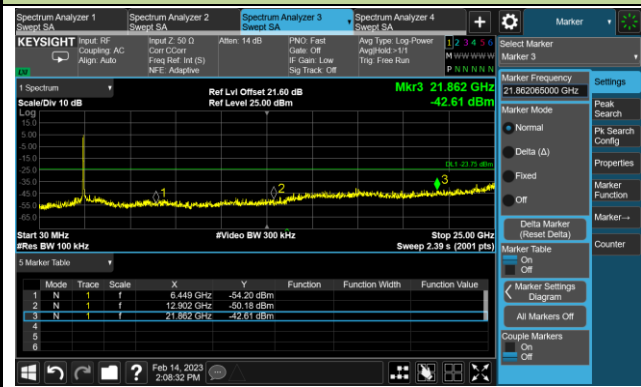 Spectrum Analyzer 1
Swept SA
Spectrum Analyzer 2
Swept SA
Spectrum Analyzer 3
Swept SA
Spectrum Analyzer 4
Swept SA
+
Marker
KEYSIGHT
Input: RF
Coupling: AC
Align: Auto
Input Z: 50 Ω
Corr CCorr
Freq Ref: Int (S)
NFE: Adaptive
Atten: 14 dB
PNO: Fast
Gate: Off
IF Gain: Low
Sig Track: Off
Avg Type: Log-Power
Avg|Hold:>1/1
Trig: Free Run
1 2 3 4 5 6
M W W W W W
P N N N N N
LXI
Select Marker
Marker 3
1 Spectrum
Scale/Div 10 dB
Ref Lvl Offset 21.60 dB
Ref Level 25.00 dBm
Mkr3 21.862 GHz
-42.61 dBm
Log
15.0
5.00
-5.00
-15.0
-25.0
-35.0
-45.0
-55.0
-65.0
DL1 -23.75 dBm
1
2
3
Start 30 MHz
#Res BW 100 kHz
#Video BW 300 kHz
Stop 25.00 GHz
Sweep 2.39 s (2001 pts)
5 Marker Table
Mode Trace Scale X Y Function Function Width Function Value
1 N 1 f 6.449 GHz -54.20 dBm
2 N 1 f 12.902 GHz -50.18 dBm
3 N 1 f 21.862 GHz -42.61 dBm
4
5
6
Marker Frequency
21.862065000 GHz
Marker Mode
Normal
Delta (Δ)
Fixed
Off
Delta Marker
(Reset Delta)
Marker Table
On
Off
Marker Settings
Diagram
All Markers Off
Couple Markers
On
Off
Settings
Peak
Search
Pk Search
Config
Properties
Marker
Function
Marker→
Counter
?
Feb 14, 2023
2:08:32 PM